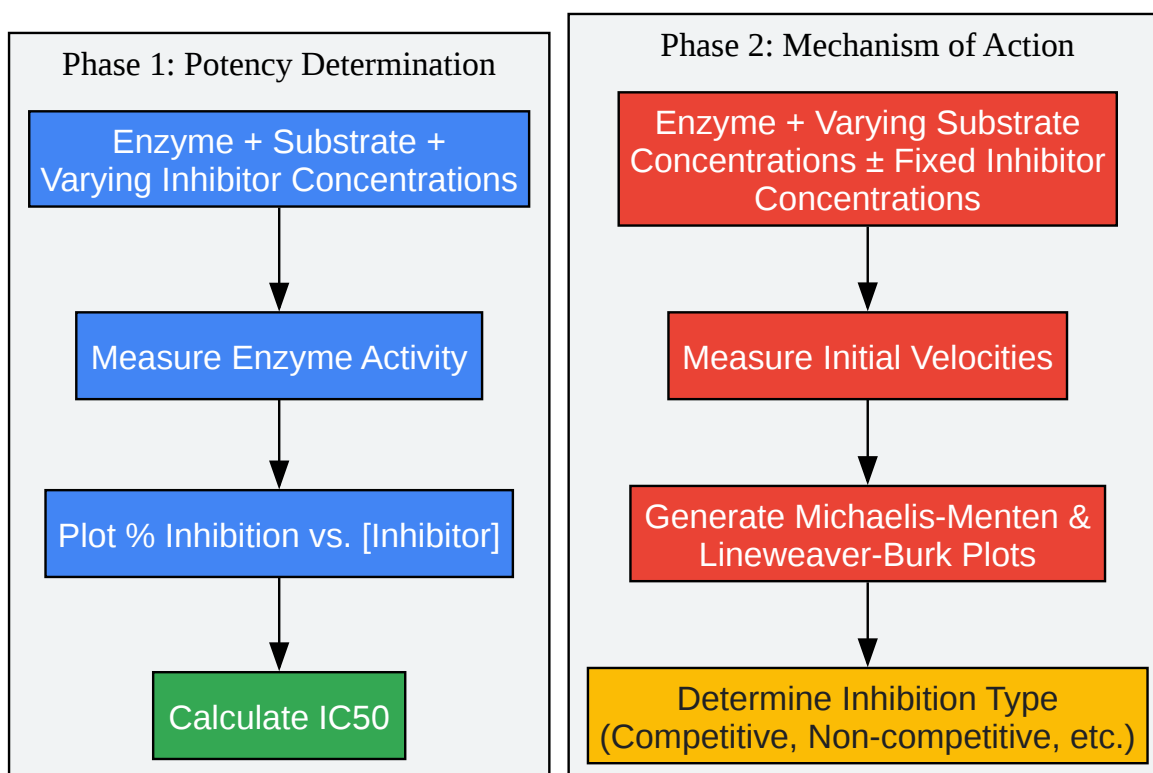 Phase 1: Potency Determination
Enzyme + Substrate +
Varying Inhibitor Concentrations
Measure Enzyme Activity
Plot % Inhibition vs. [Inhibitor]
Calculate IC50
Phase 2: Mechanism of Action
Enzyme + Varying Substrate
Concentrations ± Fixed Inhibitor
Concentrations
Measure Initial Velocities
Generate Michaelis-Menten &
Lineweaver-Burk Plots
Determine Inhibition Type
(Competitive, Non-competitive, etc.)